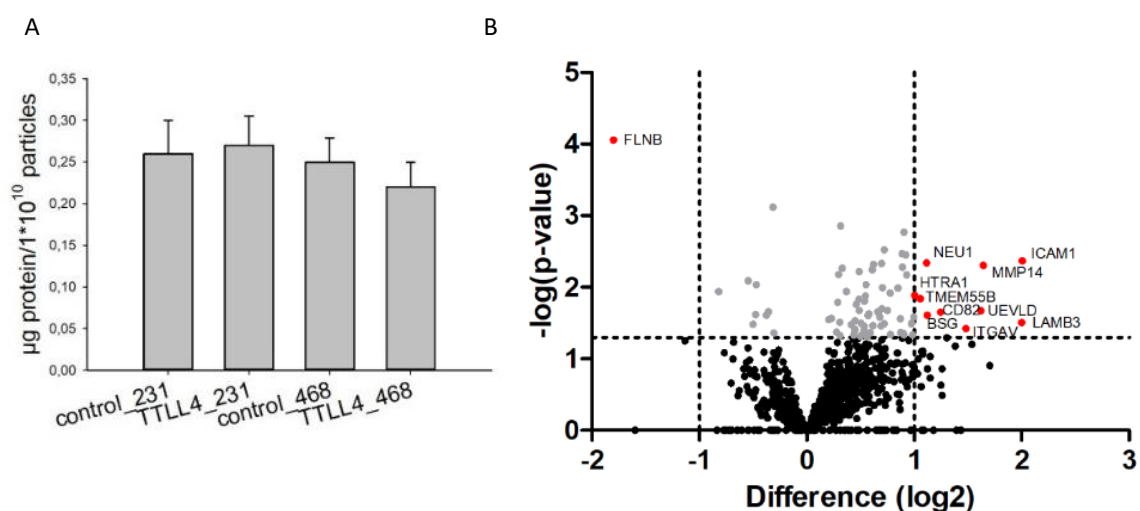 A
B
µg protein/1*10^10 particles
0,35
0,30
0,25
0,20
0,15
0,10
0,05
0,00
control_231
TTLL4_231
control_468
TTLL4_468
-log(p-value)
5
4
3
2
1
0
FLNB
NEU1
ICAM1
MMP14
HTRA1
TMEM55B
CD82
UEVLD
BSG
ITGAV
LAMB3
-2
-1
0
1
2
3
Difference (log2)